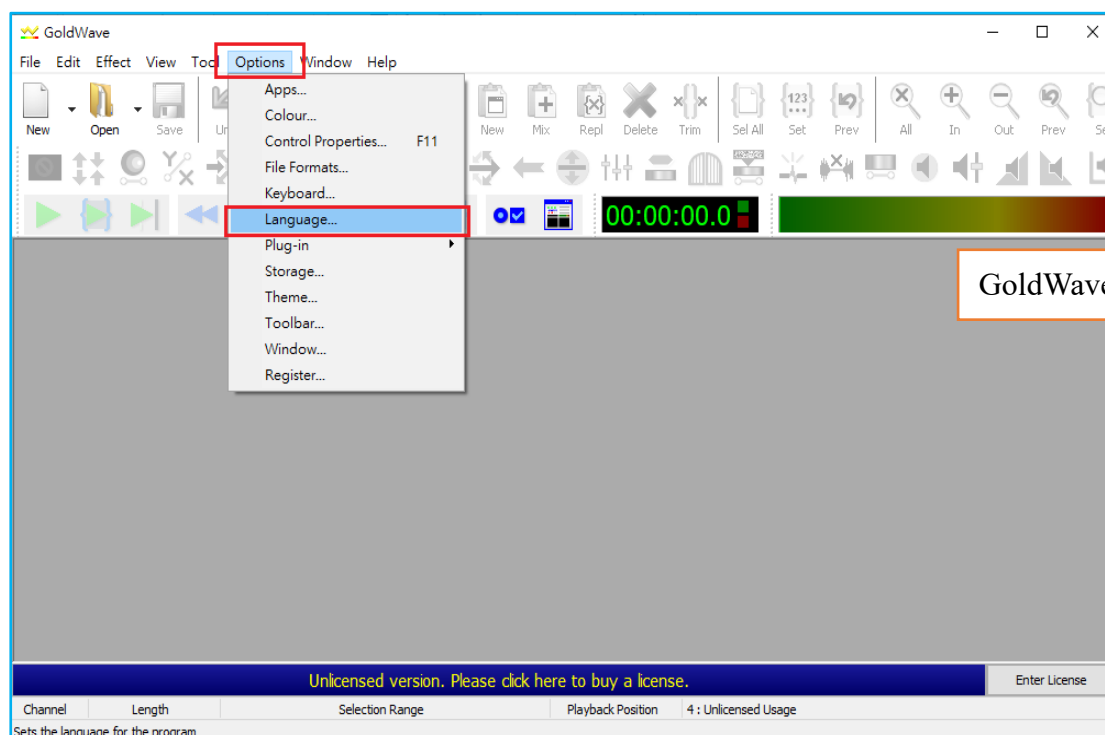 GoldWave
File Edit Effect View Options Window Help
New Open Save New Mix Repl Delete Trim Sel All Set Prev All In Out Prev
123
Apps...
Colour...
Control Properties... F11
File Formats...
Keyboard...
Language...
Plug-in
Storage...
Theme...
Toolbar...
Window...
Register...
00:00:00.0
GoldWave
Unlicensed version. Please click here to buy a license.
Enter License
Channel Length Selection Range Playback Position 4 : Unlicensed Usage
Sets the language for the program